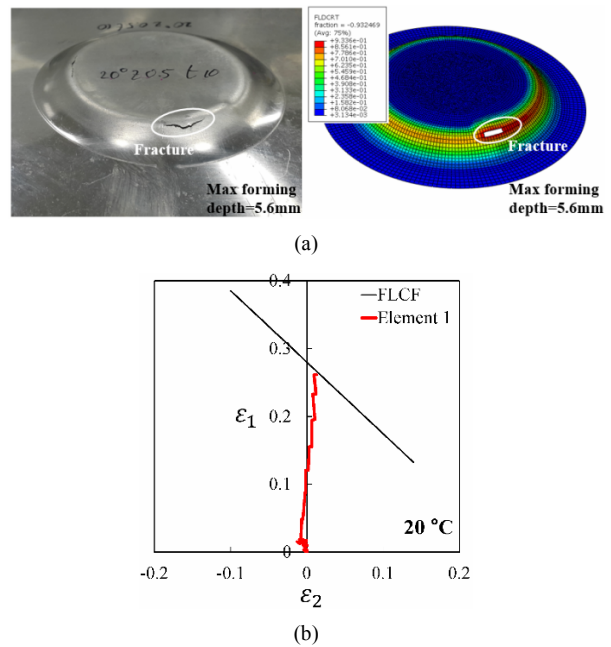 20° 20.5 t 10
Fracture
Max forming
depth=5.6mm
FLDCRT
fraction = -0.932469
(Avg: 75%)
+9.336e-01
+8.561e-01
+7.786e-01
+7.010e-01
+6.235e-01
+5.459e-01
+4.684e-01
+3.908e-01
+3.133e-01
+2.358e-01
+1.582e-01
+8.068e-02
+3.134e-03
Fracture
Max forming
depth=5.6mm
(a)
0.4
FLCF
Element 1
0.3
ε1
0.2
0.1
20 °C
0
-0.2
-0.1
0
0.1
0.2
ε2
(b)